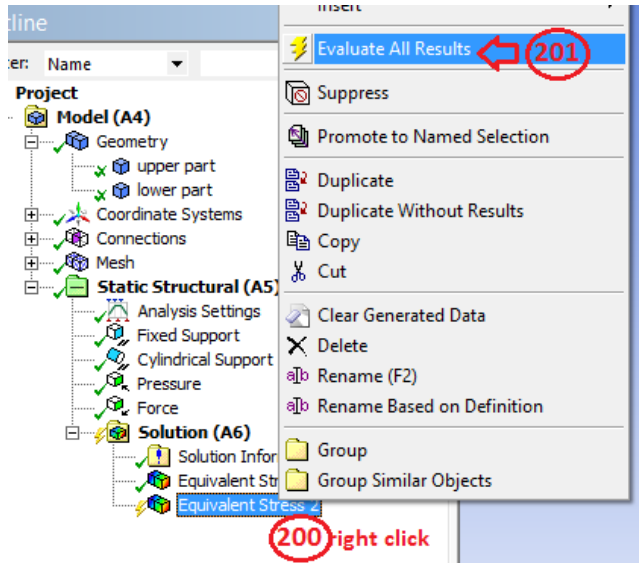 Insert
tline
Evaluate All Results
201
ter: Name
Suppress
Project
Model (A4)
Promote to Named Selection
Geometry
upper part
Duplicate
lower part
Duplicate Without Results
Coordinate Systems
Copy
Connections
Cut
Mesh
Static Structural (A5)
Clear Generated Data
Analysis Settings
Delete
Fixed Support
Rename (F2)
Cylindrical Support
Rename Based on Definition
Pressure
Force
Group
Solution (A6)
Group Similar Objects
Solution Infor
Equivalent Str
Equivalent Stress 2
200 right click